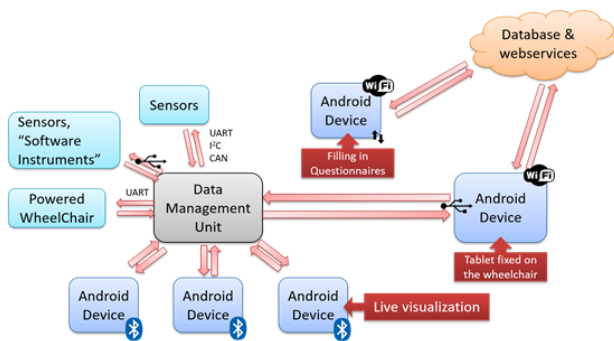 Database &
webservices
Wi Fi
Android
Device
Sensors
Sensors,
“Software
Instruments”
UART
I²C
CAN
Filling in
Questionnaires
Wi Fi
Powered
WheelChair
UART
Data
Management
Unit
Android
Device
Tablet fixed on
the wheelchair
Android
Device
Android
Device
Android
Device
Live visualization